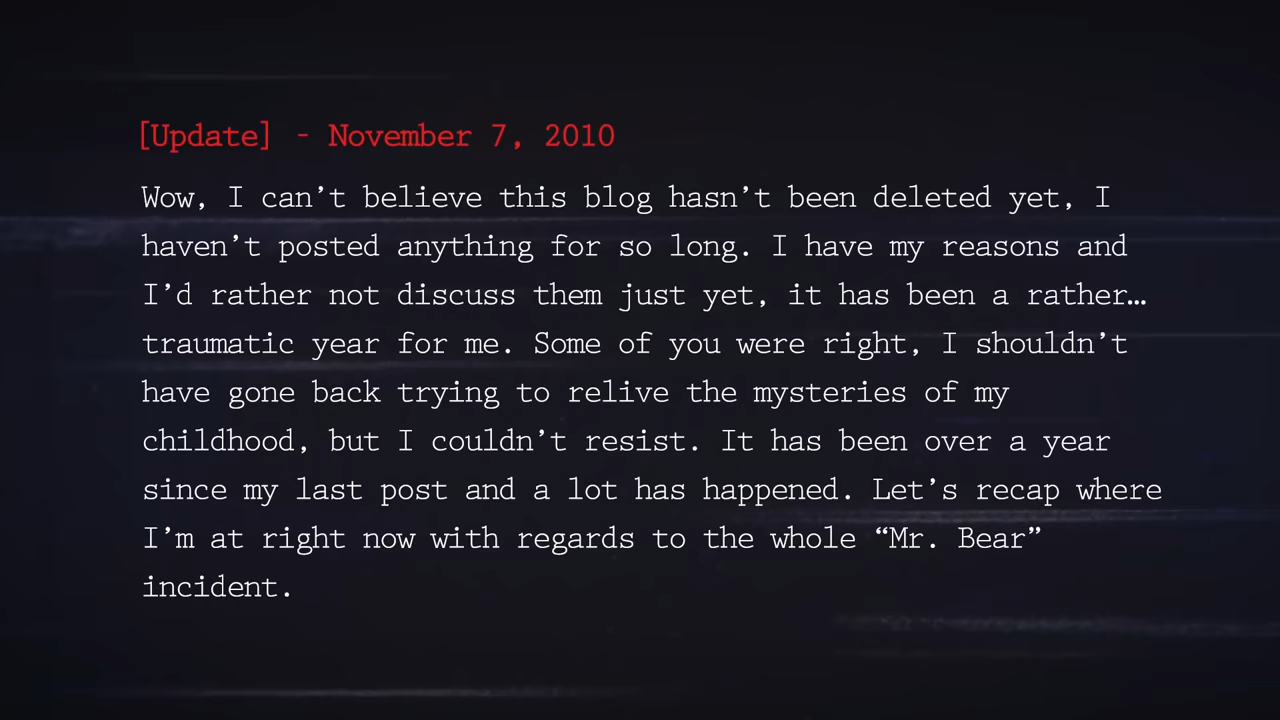 [Update] - November 7, 2010
Wow, I can’t believe this blog hasn’t been deleted yet, I
haven’t posted anything for so long. I have my reasons and
I’d rather not discuss them just yet, it has been a rather…
traumatic year for me. Some of you were right, I shouldn’t
have gone back trying to relive the mysteries of my
childhood, but I couldn’t resist. It has been over a year
since my last post and a lot has happened. Let’s recap where
I’m at right now with regards to the whole “Mr. Bear”
incident.